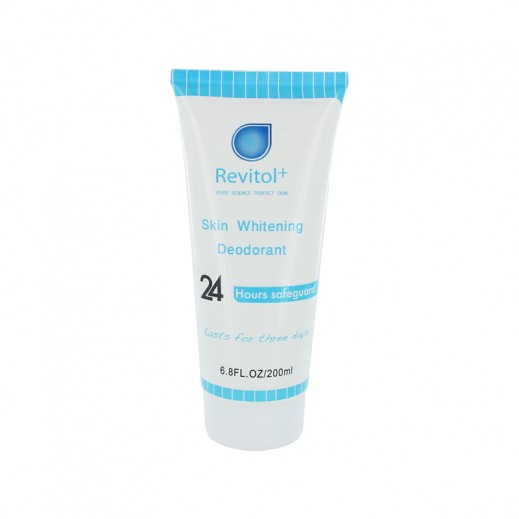 Revitol+
PURE SCIENCE PERFECT SKIN
Skin Whitening
Deodorant
24 Hours safeguard
Lasts for three days
6.8FL.OZ/200ml